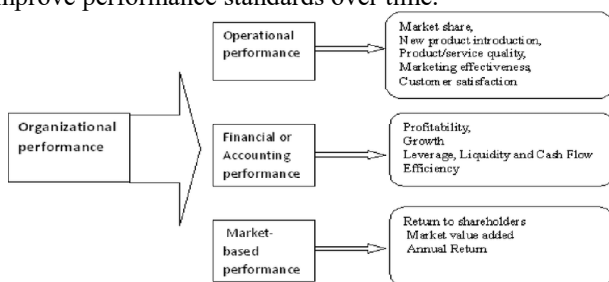 improve performance standards over time.
Operational
performance
Market share,
New product introduction,
Product/service quality,
Marketing effectiveness,
Customer satisfaction
Organizational
performance
Financial or
Accounting
performance
Profitability,
Growth
Leverage, Liquidity and Cash Flow
Efficiency
Market-
based
performance
Return to shareholders
Market value added
Annual Return